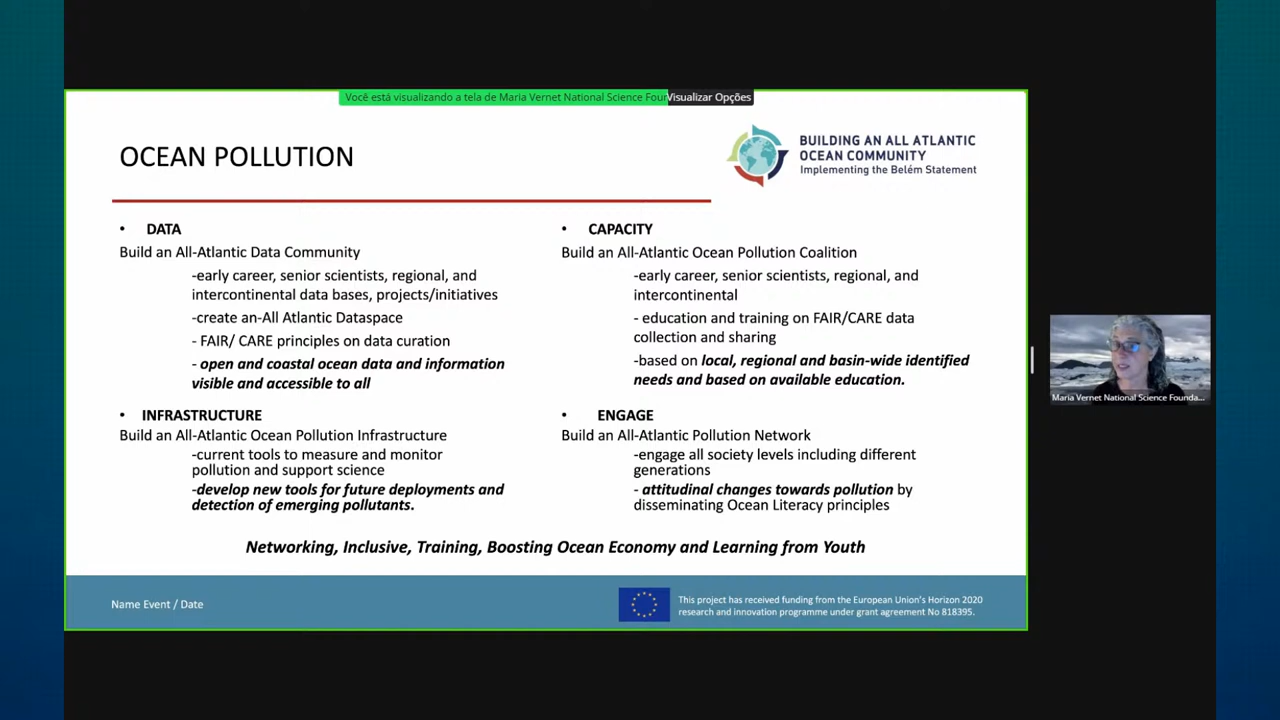 Você está visualizando a tela de Maria Vernet National Science Four
Visualizar Opções
OCEAN POLLUTION
BUILDING AN ALL ATLANTIC
OCEAN COMMUNITY
Implementing the Belém Statement
• DATA
Build an All-Atlantic Data Community
-early career, senior scientists, regional, and
intercontinental data bases, projects/initiatives
-create an-All Atlantic Dataspace
- FAIR/ CARE principles on data curation
- open and coastal ocean data and information
visible and accessible to all
• INFRASTRUCTURE
Build an All-Atlantic Ocean Pollution Infrastructure
-current tools to measure and monitor
pollution and support science
-develop new tools for future deployments and
detection of emerging pollutants.
• CAPACITY
Build an All-Atlantic Ocean Pollution Coalition
-early career, senior scientists, regional, and
intercontinental
- education and training on FAIR/CARE data
collection and sharing
-based on local, regional and basin-wide identified
needs and based on available education.
• ENGAGE
Build an All-Atlantic Pollution Network
-engage all society levels including different
generations
- attitudinal changes towards pollution by
disseminating Ocean Literacy principles
Networking, Inclusive, Training, Boosting Ocean Economy and Learning from Youth
Name Event / Date
This project has received funding from the European Union's Horizon 2020
research and innovation programme under grant agreement No 818395.
Maria Vernet National Science Founda...